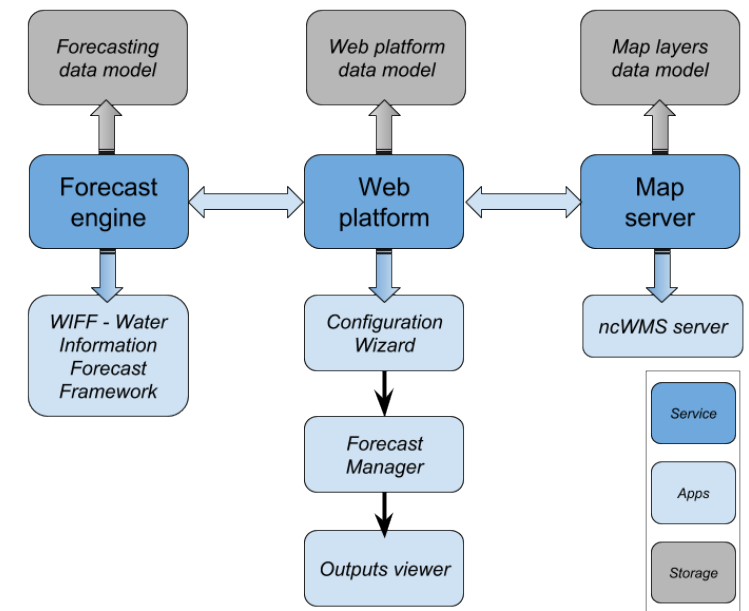 Forecasting
data model
Web platform
data model
Map layers
data model
Forecast
engine
Web
platform
Map
server
WIFF - Water
Information
Forecast
Framework
Configuration
Wizard
ncWMS server
Forecast
Manager
Outputs viewer
Service
Apps
Storage